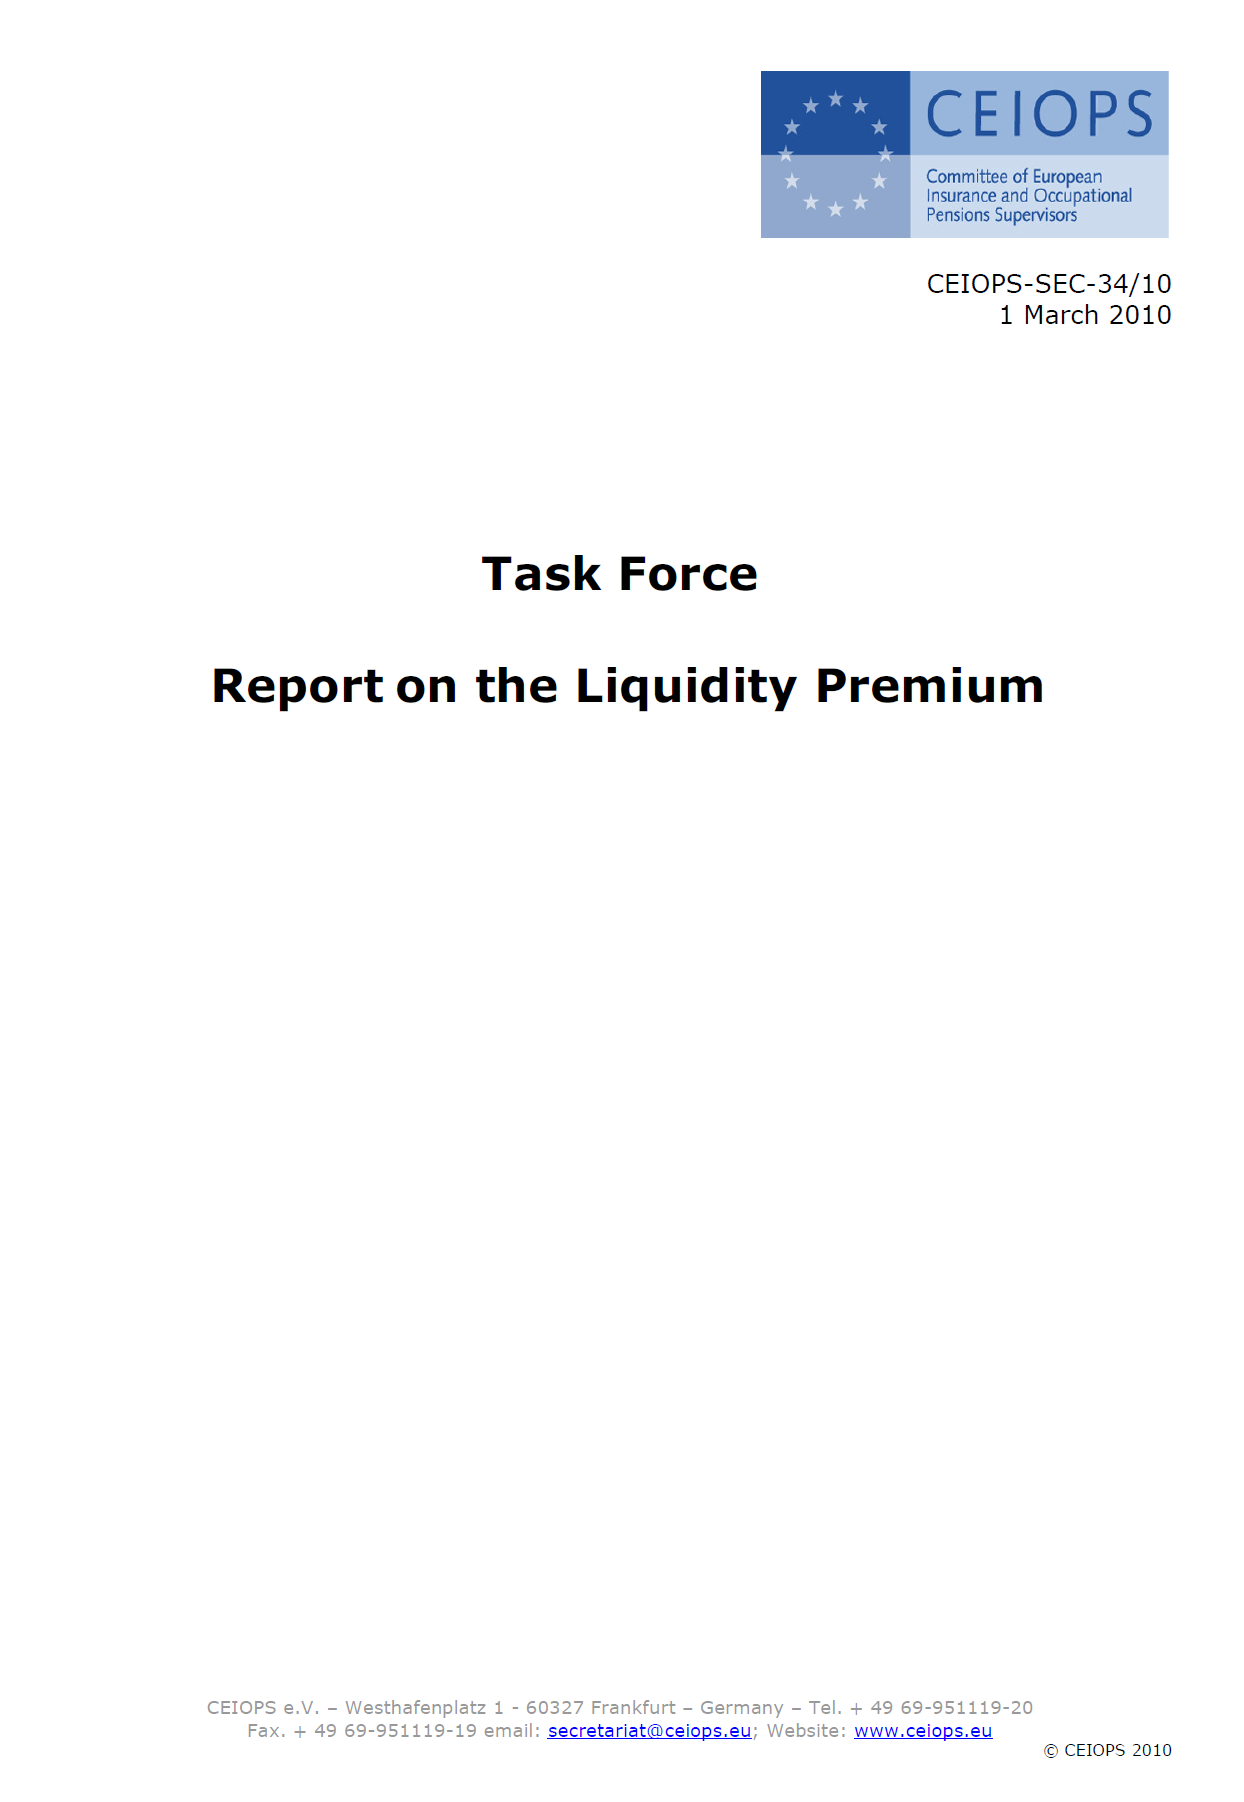 CEIOPS
Committee of European
Insurance and Occupational
Pensions Supervisors
CEIOPS-SEC-34/10
1 March 2010
Task Force
Report on the Liquidity Premium
CEIOPS e.V. – Westhafenplatz 1 - 60327 Frankfurt – Germany – Tel. + 49 69-951119-20
Fax. + 49 69-951119-19 email: secretariat@ceiops.eu; Website: www.ceiops.eu
© CEIOPS 2010